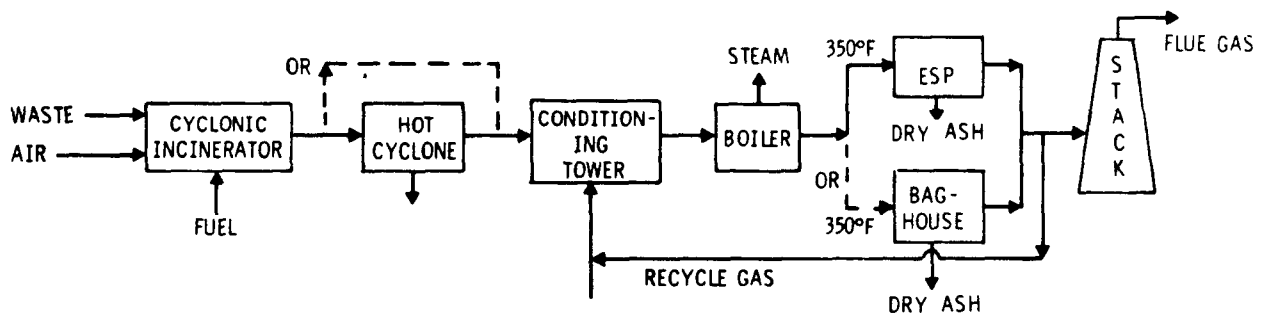 WASTE
AIR
CYCLONIC
INCINERATOR
FUEL
OR
HOT
CYCLONE
CONDITION-
ING
TOWER
STEAM
BOILER
350°F
ESP
DRY ASH
OR
350°F
BAG-
HOUSE
DRY ASH
RECYCLE GAS
STACK
FLUE GAS